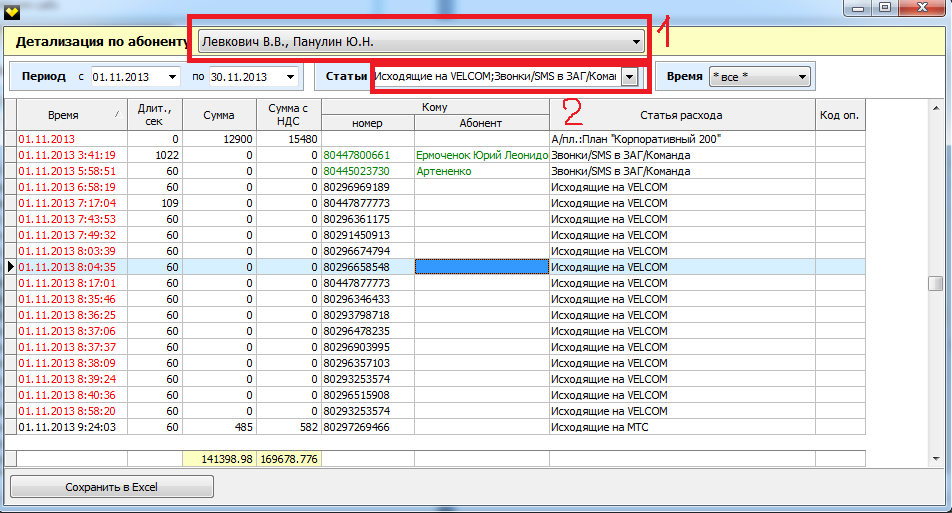 Детализация по абоненту Левкович В.В., Панулин Ю.Н. 1
Период с 01.11.2013 по 30.11.2013 Статьи Исходящие на VELCOM;Звонки/SMS в ЗАГ/Кома Время * все *
Время Длит., сек Сумма Сумма с НДС Кому 2 Статья расхода Код оп.
номер Абонент
01.11.2013 0 12900 15480 А/пл.:План "Корпоративный 200"
01.11.2013 3:41:19 1022 0 0 80447800661 Ермоченок Юрий Леонидо Звонки/SMS в ЗАГ/Команда
01.11.2013 5:58:51 60 0 0 80445023730 Артененко Звонки/SMS в ЗАГ/Команда
01.11.2013 6:58:19 60 0 0 80296969189 Исходящие на VELCOM
01.11.2013 7:17:04 109 0 0 80447877773 Исходящие на VELCOM
01.11.2013 7:43:53 60 0 0 80296361175 Исходящие на VELCOM
01.11.2013 7:49:32 60 0 0 80291450913 Исходящие на VELCOM
01.11.2013 8:03:39 60 0 0 80296674794 Исходящие на VELCOM
01.11.2013 8:04:35 60 0 0 80296658548 Исходящие на VELCOM
01.11.2013 8:17:01 60 0 0 80447877773 Исходящие на VELCOM
01.11.2013 8:35:46 60 0 0 80296346433 Исходящие на VELCOM
01.11.2013 8:36:25 60 0 0 80293798718 Исходящие на VELCOM
01.11.2013 8:37:06 60 0 0 80296478235 Исходящие на VELCOM
01.11.2013 8:37:37 60 0 0 80296903995 Исходящие на VELCOM
01.11.2013 8:38:09 60 0 0 80296357103 Исходящие на VELCOM
01.11.2013 8:39:24 60 0 0 80293253574 Исходящие на VELCOM
01.11.2013 8:40:36 60 0 0 80296515908 Исходящие на VELCOM
01.11.2013 8:58:20 60 0 0 80293253574 Исходящие на VELCOM
01.11.2013 9:24:03 60 485 582 80297269466 Исходящие на МТС
141398.98 169678.776
Сохранить в Excel